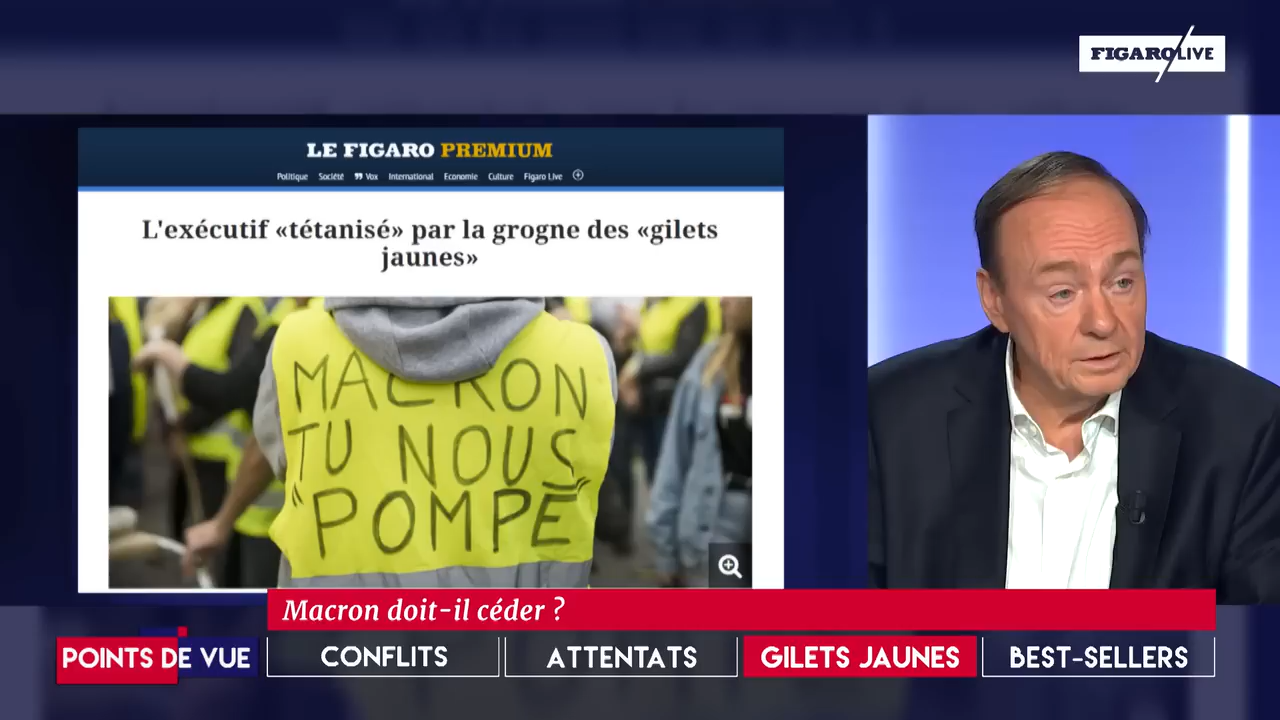 FIGARO/LIVE
LE FIGARO PREMIUM
Politique Société Vox International Economie Culture Figaro Live
L'exécutif «tétanisé» par la grogne des «gilets
jaunes»
MACRON
TU NOUS
"POMPE"
Macron doit-il céder ?
POINTS DE VUE CONFLITS ATTENTATS GILETS JAUNES BEST-SELLERS